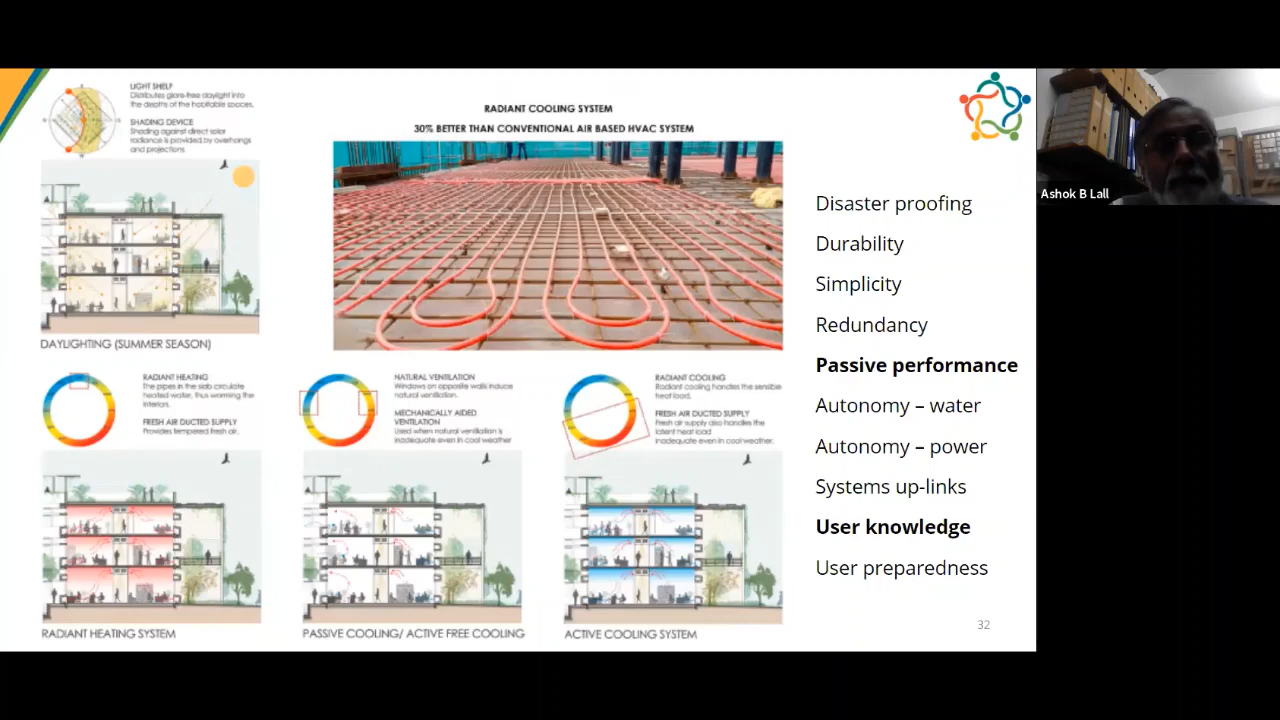 LIGHT SHELF
Distributes glare-free daylight into
the depths of the habitable spaces.
SHADING DEVICE
Shading against direct solar
radiance is provided by overhangs
and projections
DAYLIGHTING (SUMMER SEASON)
RADIANT COOLING SYSTEM
30% BETTER THAN CONVENTIONAL AIR BASED HVAC SYSTEM
RADIANT HEATING
The pipes in the slab circulate
heated water, thus warming the
interiors.
FRESH AIR DUCTED SUPPLY
Provides tempered fresh air.
RADIANT HEATING SYSTEM
NATURAL VENTILATION
Windows on opposite walls induce
natural ventilation.
MECHANICALLY AIDED
VENTILATION
Used when natural ventilation is
inadequate even in cool weather
PASSIVE COOLING/ ACTIVE FREE COOLING
RADIANT COOLING
Radiant cooling handles the sensible
heat load.
FRESH AIR DUCTED SUPPLY
Fresh air supply also handles the
latent heat load
inadequate even in cool weather.
ACTIVE COOLING SYSTEM
Disaster proofing
Durability
Simplicity
Redundancy
Passive performance
Autonomy – water
Autonomy – power
Systems up-links
User knowledge
User preparedness
32
Ashok B Lall